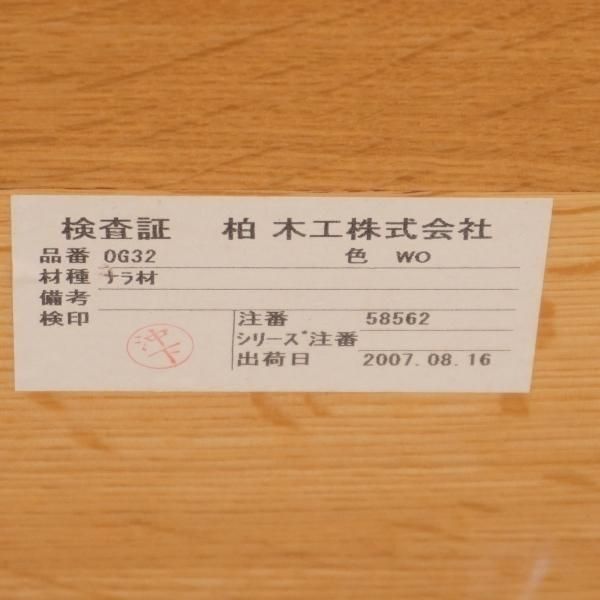 検査証 柏木工株式会社
品番 OG32 色 WO
材種 ナラ材
備考
検印 注番 58562
沖下
シリーズ注番
出荷日 2007.08.16